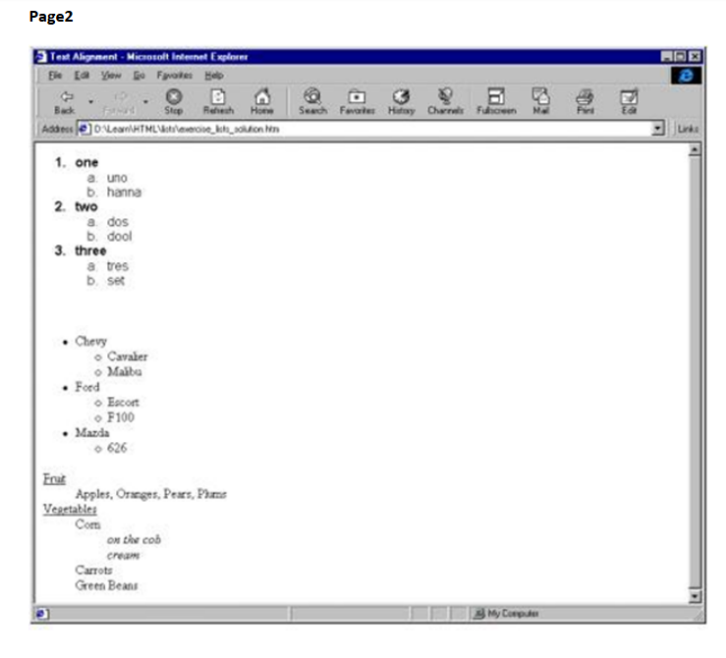 Page2
Text Alignment - Microsoft Internet Explorer
File Edit View Go Favorites Help
Back Forward Stop Refresh Home Search Favorites History Channels Fullscreen Mail Print Edit
Address D:\Learn\HTML\lists\exercise_lists_solution.htm Links
1. one
a. uno
b. hanna
2. two
a. dos
b. dool
3. three
a. tres
b. set
• Chevy
○ Cavalier
○ Malibu
• Ford
○ Escort
○ F100
• Mazda
○ 626
Fruit
Apples, Oranges, Pears, Plums
Vegetables
Corn
on the cob
cream
Carrots
Green Beans
My Computer